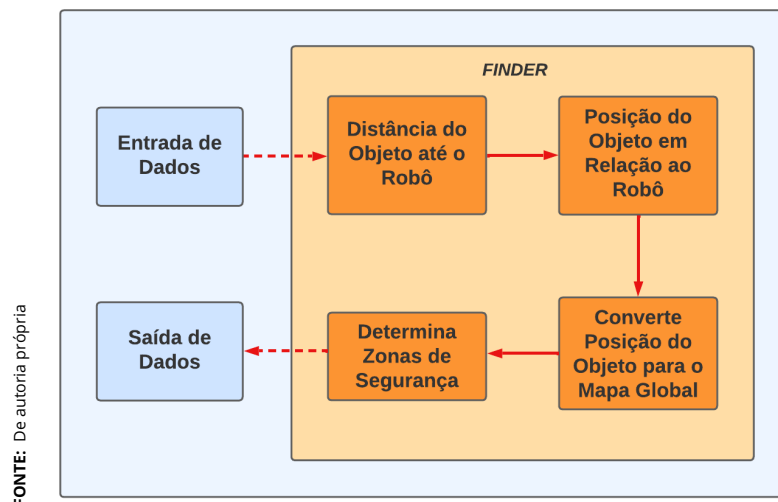 FINDER
Entrada de
Dados
Distância do
Objeto até o
Robô
Posição do
Objeto em
Relação ao
Robô
Converte
Posição do
Objeto para o
Mapa Global
Determina
Zonas de
Segurança
Saída de
Dados
FONTE: De autoria própria